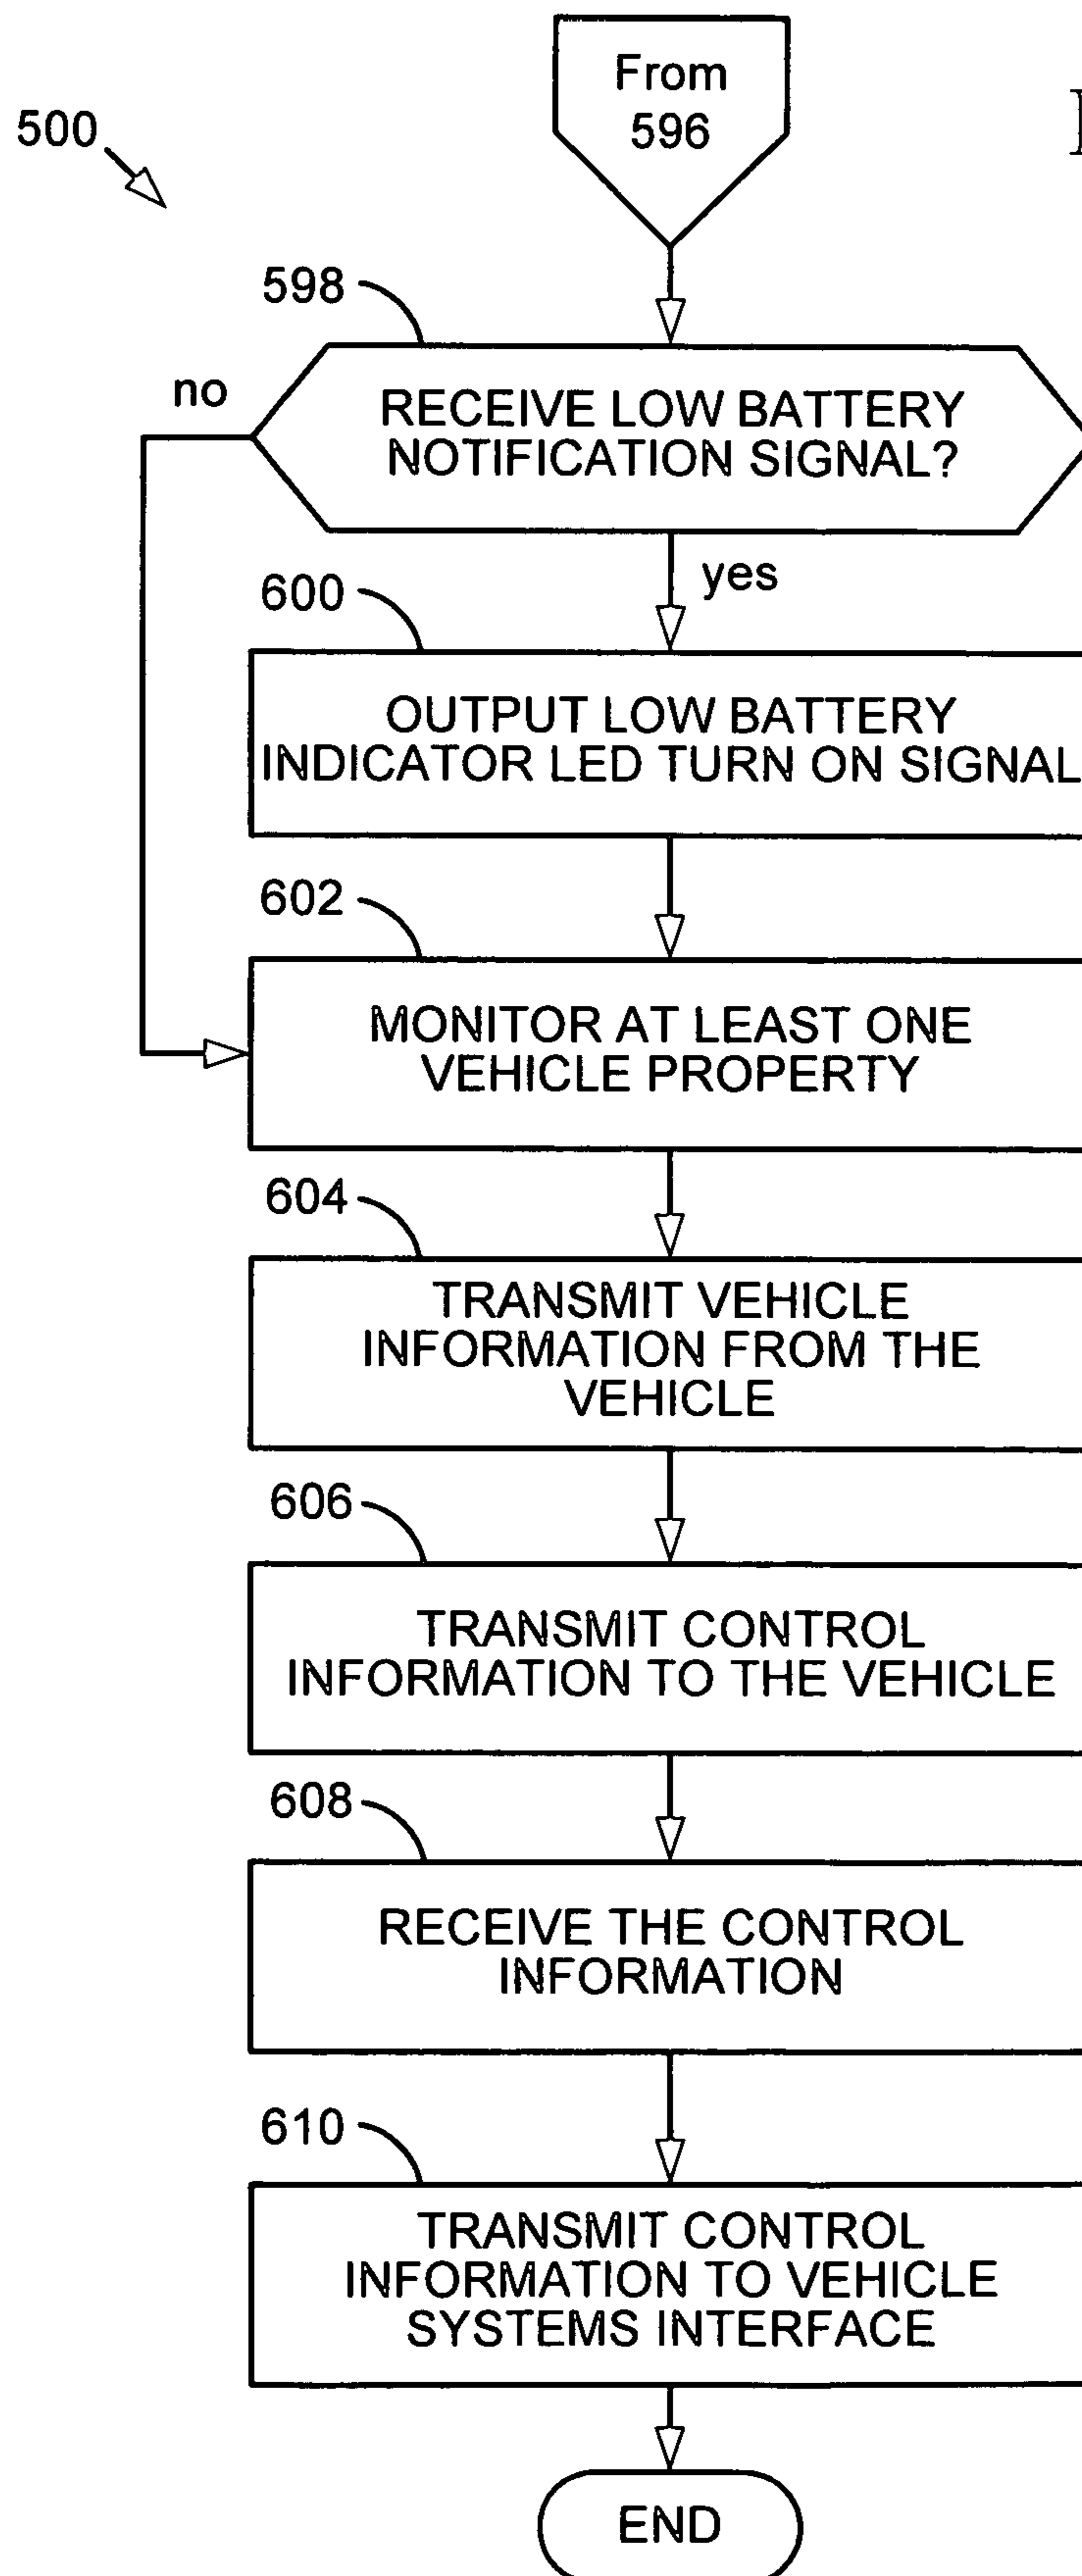 From
596
500
598
no
RECEIVE LOW BATTERY
NOTIFICATION SIGNAL?
yes
600
OUTPUT LOW BATTERY
INDICATOR LED TURN ON SIGNAL
602
MONITOR AT LEAST ONE
VEHICLE PROPERTY
604
TRANSMIT VEHICLE
INFORMATION FROM THE
VEHICLE
606
TRANSMIT CONTROL
INFORMATION TO THE VEHICLE
608
RECEIVE THE CONTROL
INFORMATION
610
TRANSMIT CONTROL
INFORMATION TO VEHICLE
SYSTEMS INTERFACE
END